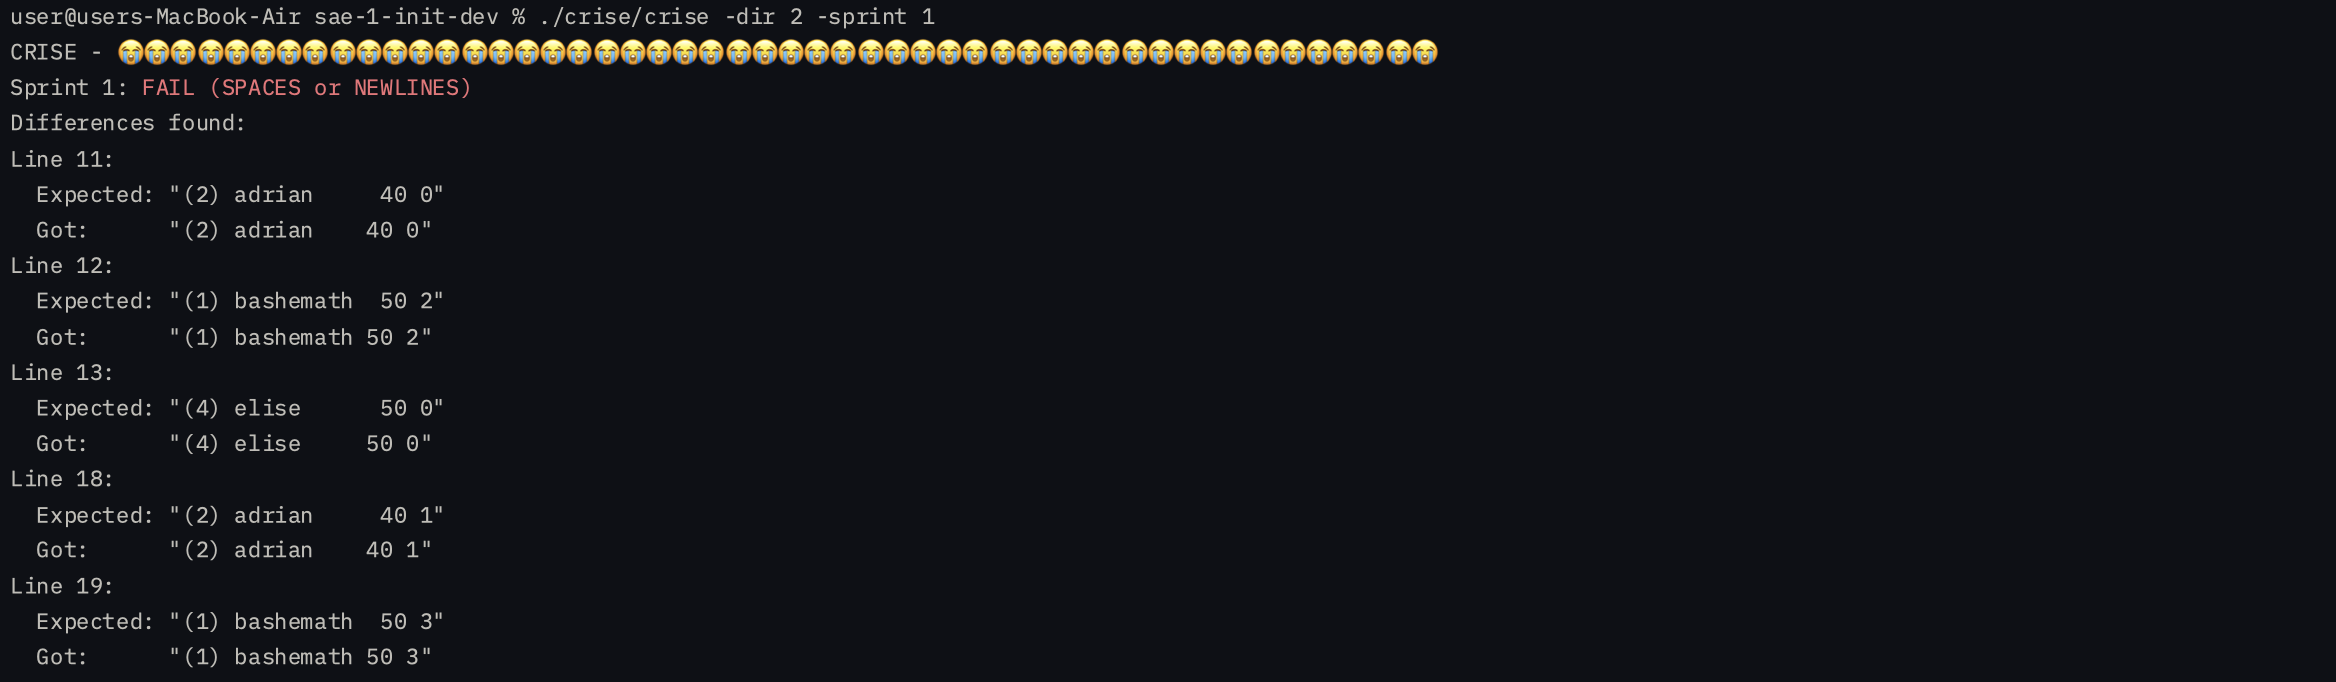 user@users-MacBook-Air sae-1-init-dev % ./crise/crise -dir 2 -sprint 1
CRISE - 😭😭😭😭😭😭😭😭😭😭😭😭😭😭😭😭😭😭😭😭😭😭😭😭😭😭😭😭😭😭😭😭😭😭😭😭😭😭😭😭😭😭😭😭😭😭😭😭😭😭
Sprint 1: FAIL (SPACES or NEWLINES)
Differences found:
Line 11:
  Expected: "(2) adrian     40 0"
  Got:      "(2) adrian    40 0"
Line 12:
  Expected: "(1) bashemath  50 2"
  Got:      "(1) bashemath 50 2"
Line 13:
  Expected: "(4) elise      50 0"
  Got:      "(4) elise     50 0"
Line 18:
  Expected: "(2) adrian     40 1"
  Got:      "(2) adrian    40 1"
Line 19:
  Expected: "(1) bashemath  50 3"
  Got:      "(1) bashemath 50 3"